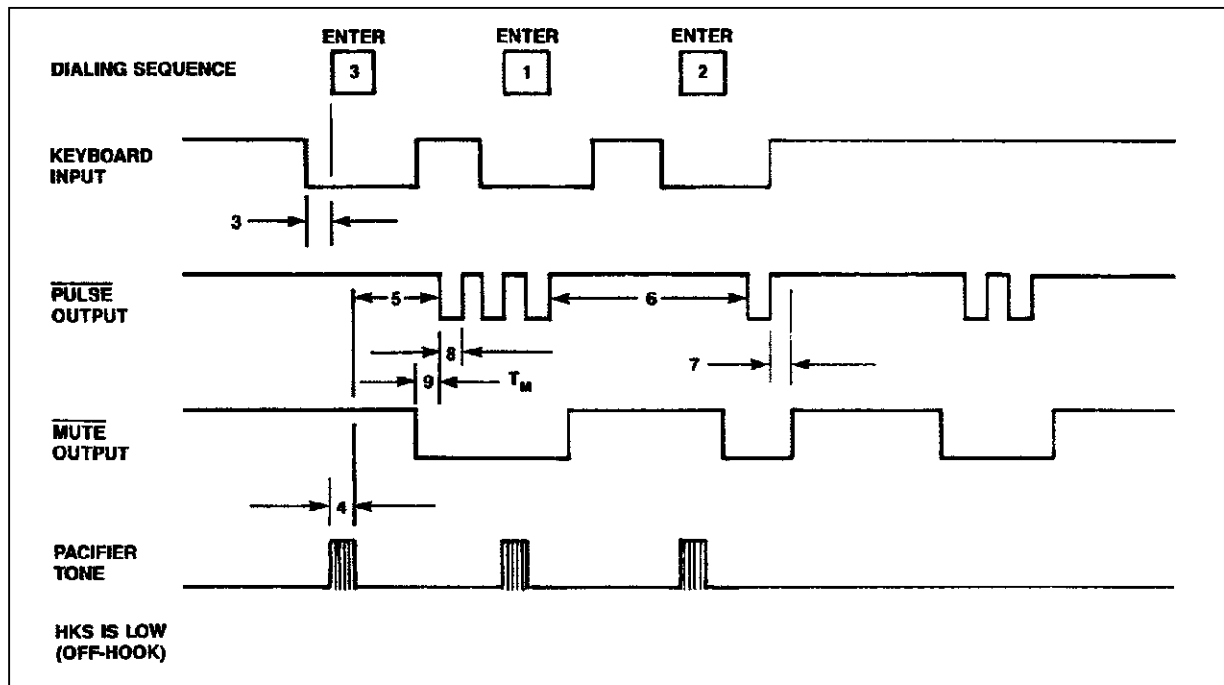 ENTER ENTER ENTER
DIALING SEQUENCE 3 1 2
KEYBOARD
INPUT
3
PULSE
OUTPUT
5 6
8 7
9 T_M
MUTE
OUTPUT
4
PACIFIER
TONE
HKS IS LOW
(OFF-HOOK)